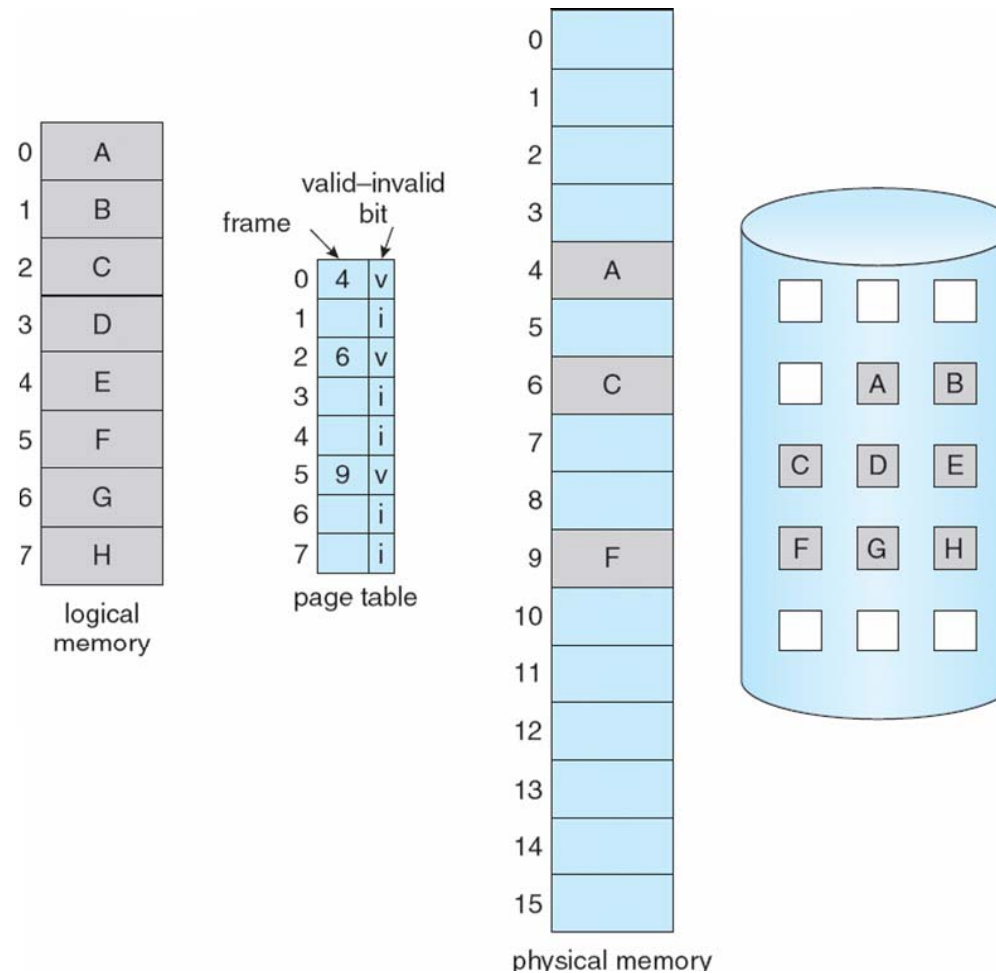 0 A
1 B
2 C
3 D
4 E
5 F
6 G
7 H
logical
memory
valid–invalid
bit
frame
0 4 v
1 i
2 6 v
3 i
4 i
5 9 v
6 i
7 i
page table
0
1
2
3
4 A
5
6 C
7
8
9 F
10
11
12
13
14
15
physical memory
A B
C D E
F G H